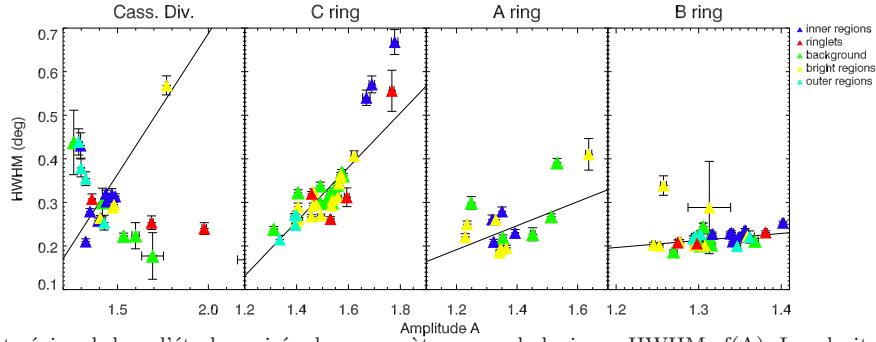 Cass. Div.
C ring
A ring
B ring
inner regions
ringlets
background
bright regions
outer regions
HWHM (deg)
0.7
0.6
0.5
0.4
0.3
0.2
0.1
1.5 2.0
1.2 1.4 1.6 1.8
1.2 1.4 1.6
1.2 1.3 1.4
Amplitude A
HWHM=f(A).